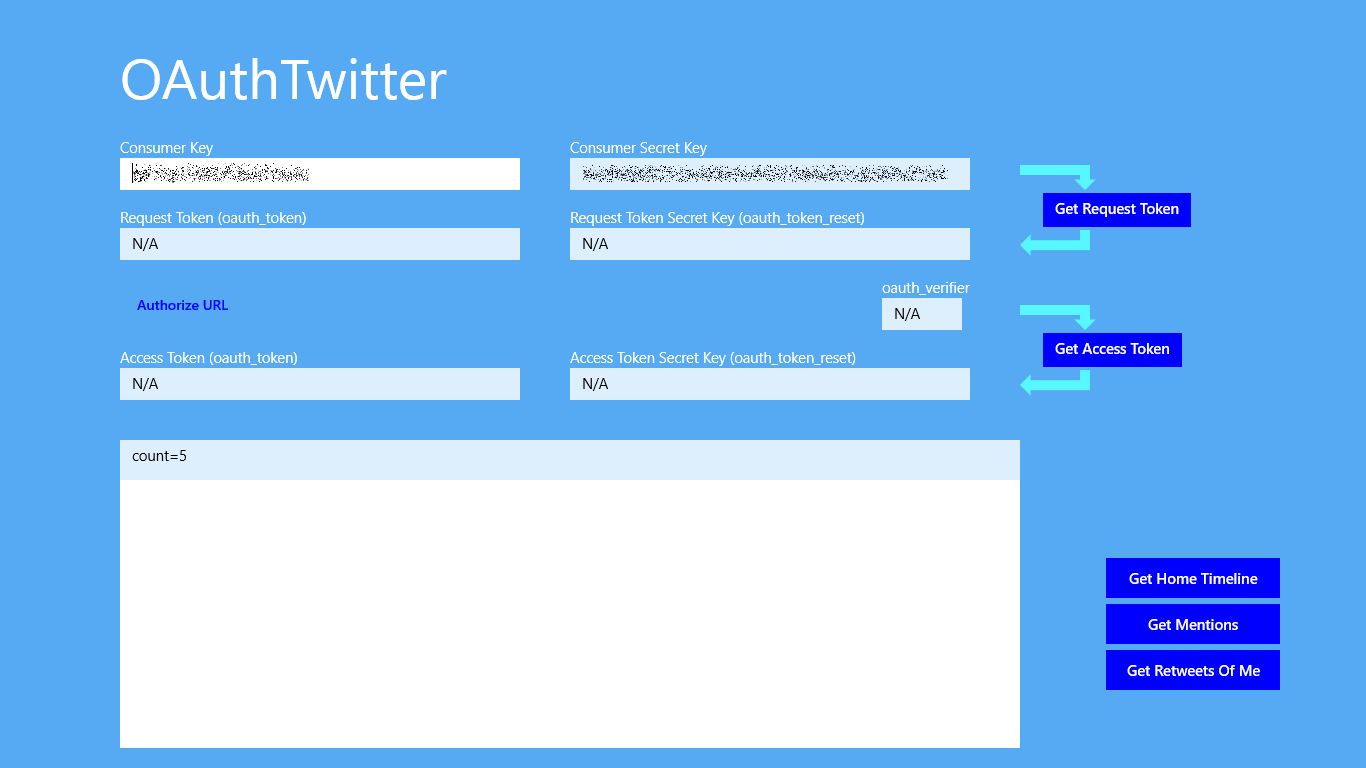 OAuthTwitter
Consumer Key
Consumer Secret Key
Get Request Token
Request Token (oauth_token)
Request Token Secret Key (oauth_token_reset)
N/A
N/A
oauth_verifier
Authorize URL
N/A
Get Access Token
Access Token (oauth_token)
Access Token Secret Key (oauth_token_reset)
N/A
N/A
count=5
Get Home Timeline
Get Mentions
Get Retweets Of Me